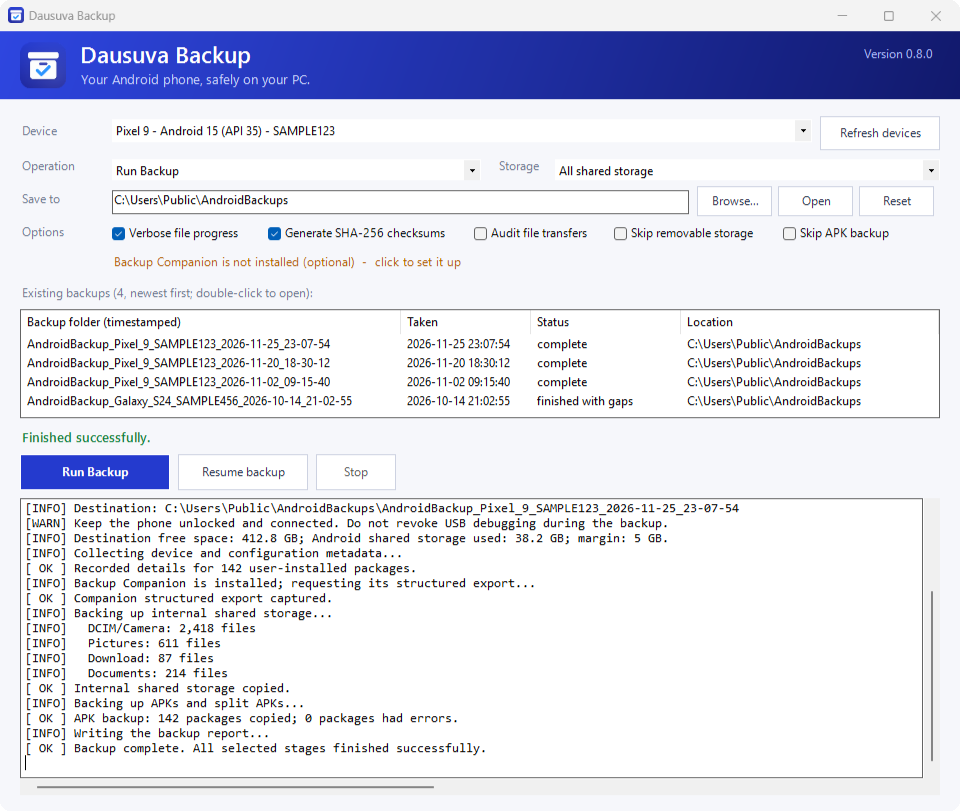 Dausuva Backup
Dausuva Backup
Your Android phone, safely on your PC.
Version 0.8.0
Device Pixel 9 - Android 15 (API 35) - SAMPLE123 Refresh devices
Operation Run Backup Storage All shared storage
Save to C:\Users\Public\AndroidBackups Browse... Open Reset
Options Verbose file progress Generate SHA-256 checksums Audit file transfers Skip removable storage Skip APK backup
Backup Companion is not installed (optional) - click to set it up
Existing backups (4, newest first; double-click to open):
Backup folder (timestamped) Taken Status Location
AndroidBackup_Pixel_9_SAMPLE123_2026-11-25_23-07-54 2026-11-25 23:07:54 complete C:\Users\Public\AndroidBackups
AndroidBackup_Pixel_9_SAMPLE123_2026-11-20_18-30-12 2026-11-20 18:30:12 complete C:\Users\Public\AndroidBackups
AndroidBackup_Pixel_9_SAMPLE123_2026-11-02_09-15-40 2026-11-02 09:15:40 complete C:\Users\Public\AndroidBackups
AndroidBackup_Galaxy_S24_SAMPLE456_2026-10-14_21-02-55 2026-10-14 21:02:55 finished with gaps C:\Users\Public\AndroidBackups
Finished successfully.
Run Backup Resume backup Stop
[INFO] Destination: C:\Users\Public\AndroidBackups\AndroidBackup_Pixel_9_SAMPLE123_2026-11-25_23-07-54
[WARN] Keep the phone unlocked and connected. Do not revoke USB debugging during the backup.
[INFO] Destination free space: 412.8 GB; Android shared storage used: 38.2 GB; margin: 5 GB.
[INFO] Collecting device and configuration metadata...
[ OK ] Recorded details for 142 user-installed packages.
[INFO] Backup Companion is installed; requesting its structured export...
[ OK ] Companion structured export captured.
[INFO] Backing up internal shared storage...
[INFO]   DCIM/Camera: 2,418 files
[INFO]   Pictures: 611 files
[INFO]   Download: 87 files
[INFO]   Documents: 214 files
[ OK ] Internal shared storage copied.
[INFO] Backing up APKs and split APKs...
[ OK ] APK backup: 142 packages copied; 0 packages had errors.
[INFO] Writing the backup report...
[ OK ] Backup complete. All selected stages finished successfully.